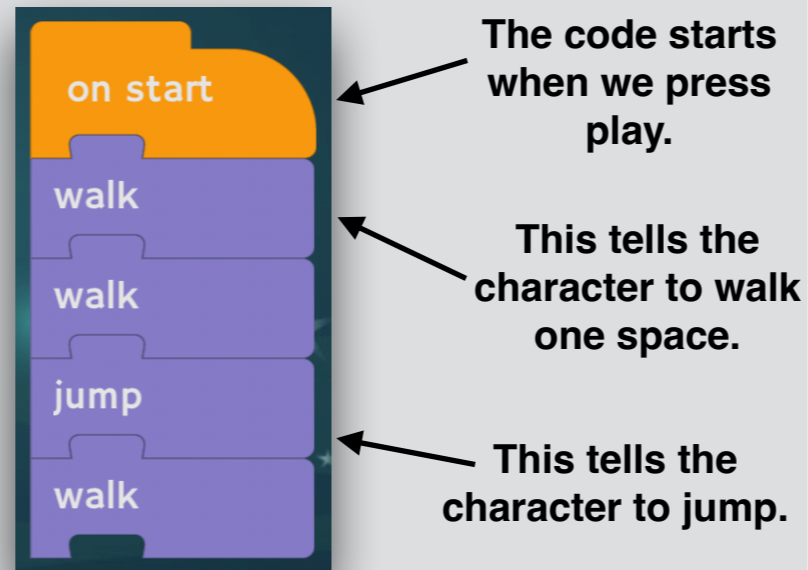 on start
walk
walk
jump
walk
The code starts
when we press
play.
This tells the
character to walk
one space.
This tells the
character to jump.